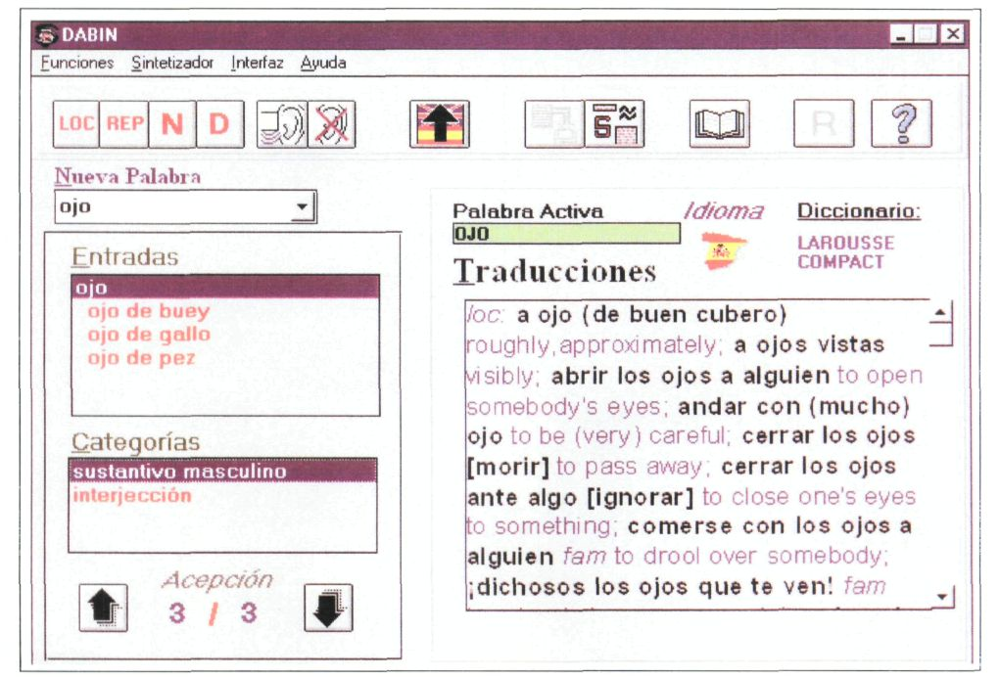 DABIN
Funciones Sintetizador Interfaz Ayuda
LOC REP N D S R ?
Nueva Palabra
ojo
Entradas
ojo
ojo de buey
ojo de gallo
ojo de pez
Categorías
sustantivo masculino
interjección
Acepción
3 / 3
Palabra Activa
OJO
Idioma
Diccionario:
LAROUSSE
COMPACT
Traducciones
loc: a ojo (de buen cubero)
roughly,approximately; a ojos vistas
visibly; abrir los ojos a alguien to open
somebody's eyes; andar con (mucho)
ojo to be (very) careful; cerrar los ojos
[morir] to pass away; cerrar los ojos
ante algo [ignorar] to close one's eyes
to something; comerse con los ojos a
alguien fam to drool over somebody;
¡dichosos los ojos que te ven! fam